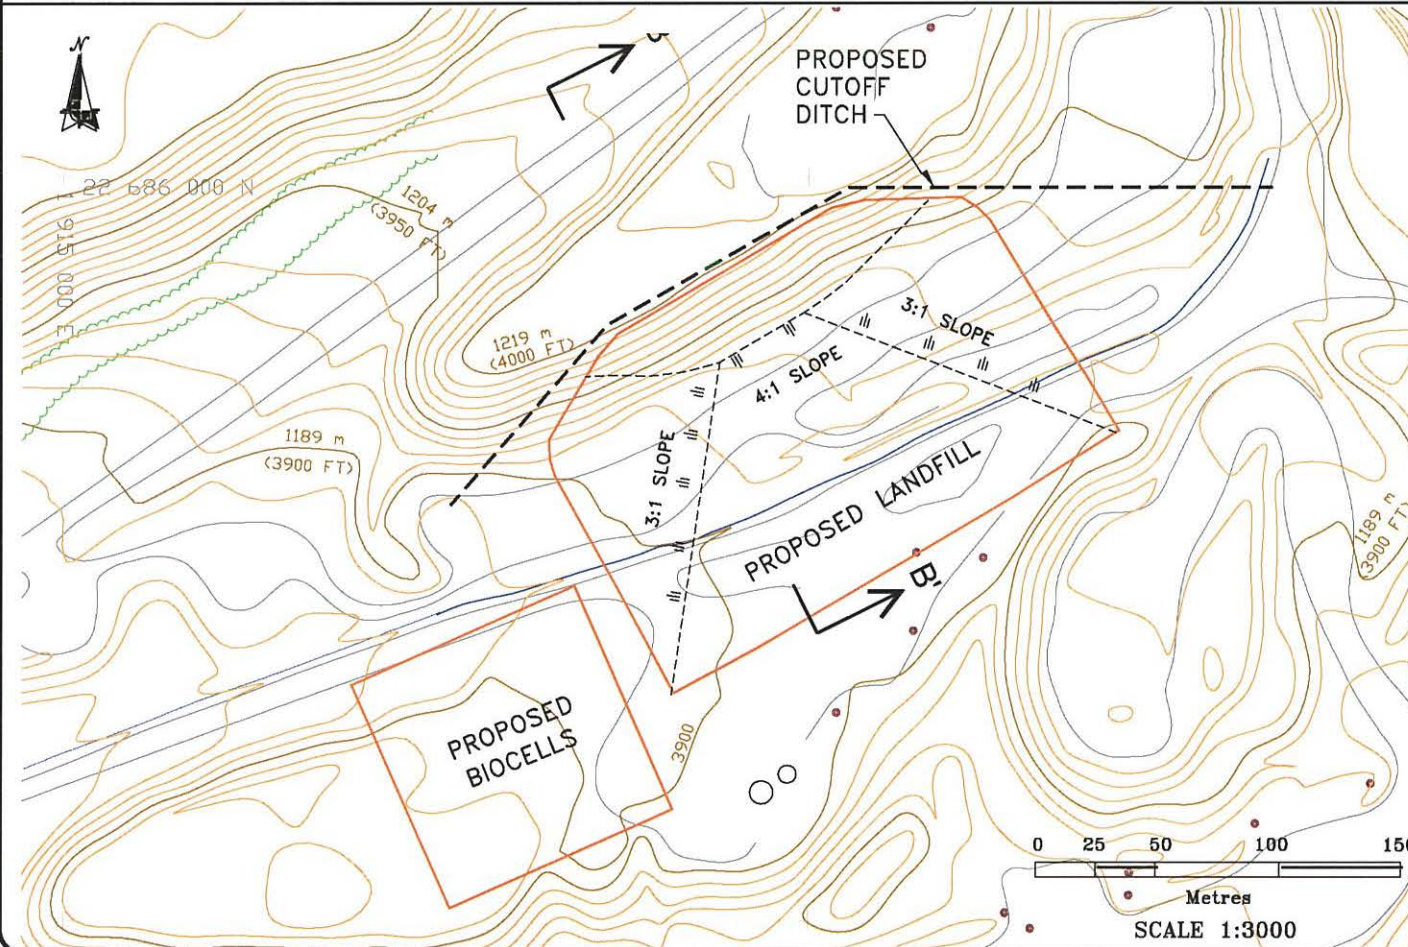 N
PROPOSED
CUTOFF
DITCH
22 686 000 N
1 915 000 E
1204 m
(3950 FT)
1219 m
(4000 FT)
3:1 SLOPE
4:1 SLOPE
1189 m
(3900 FT)
3:1 SLOPE
PROPOSED LANDFILL
1189 m
(3900 FT)
B'
PROPOSED
BIOCELLS
3900
0 25 50 100 150
Metres
SCALE 1:3000